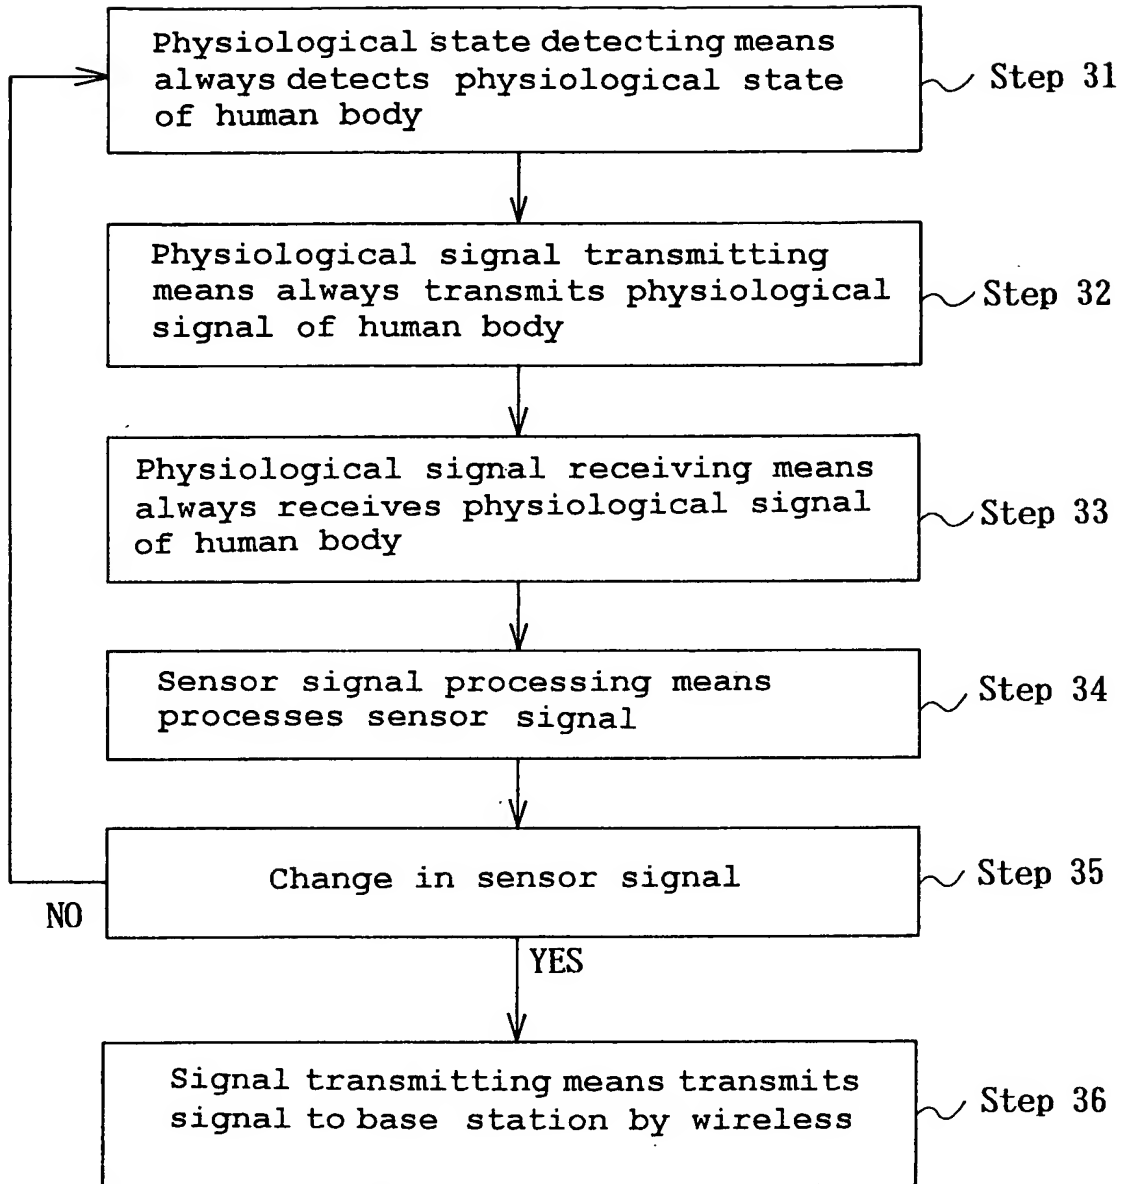 Physiological state detecting means
always detects physiological state
of human body
Step 31
Physiological signal transmitting
means always transmits physiological
signal of human body
Step 32
Physiological signal receiving means
always receives physiological signal
of human body
Step 33
Sensor signal processing means
processes sensor signal
Step 34
Change in sensor signal
Step 35
NO
YES
Signal transmitting means transmits
signal to base station by wireless
Step 36